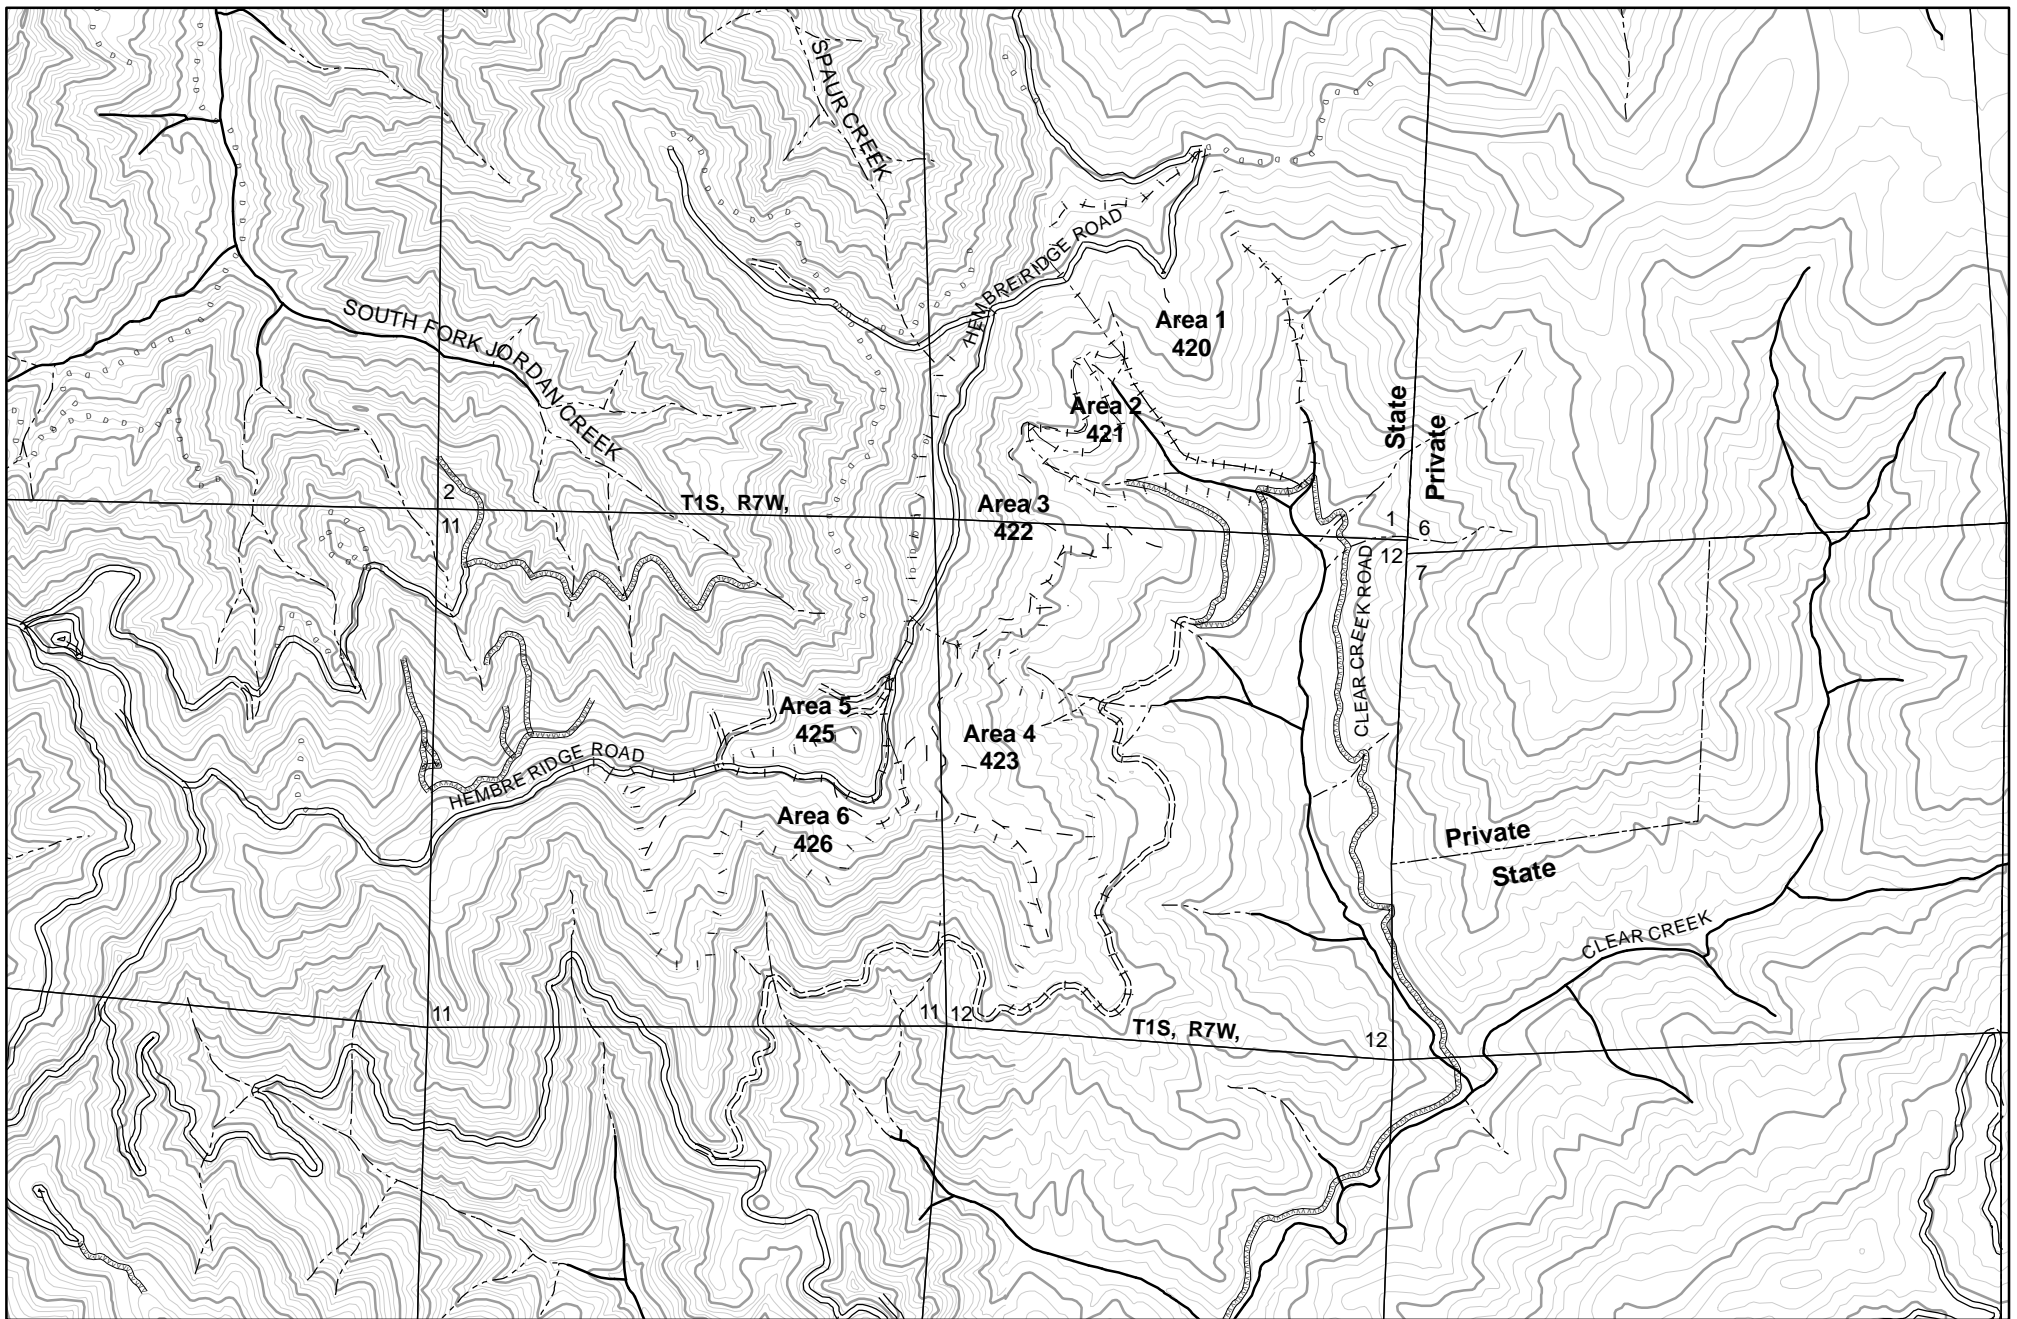 SPAUR CREEK
HEMBRE RIDGE ROAD
SOUTH FORK JORDAN CREEK
Area 1
420
State
Private
Area 2
421
2
11
T1S, R7W,
Area 3
422
1
6
12
7
CLEAR CREEK ROAD
Area 5
425
Area 4
423
HEMBRE RIDGE ROAD
Area 6
426
Private
State
CLEAR CREEK
11
11
12
T1S, R7W,
12